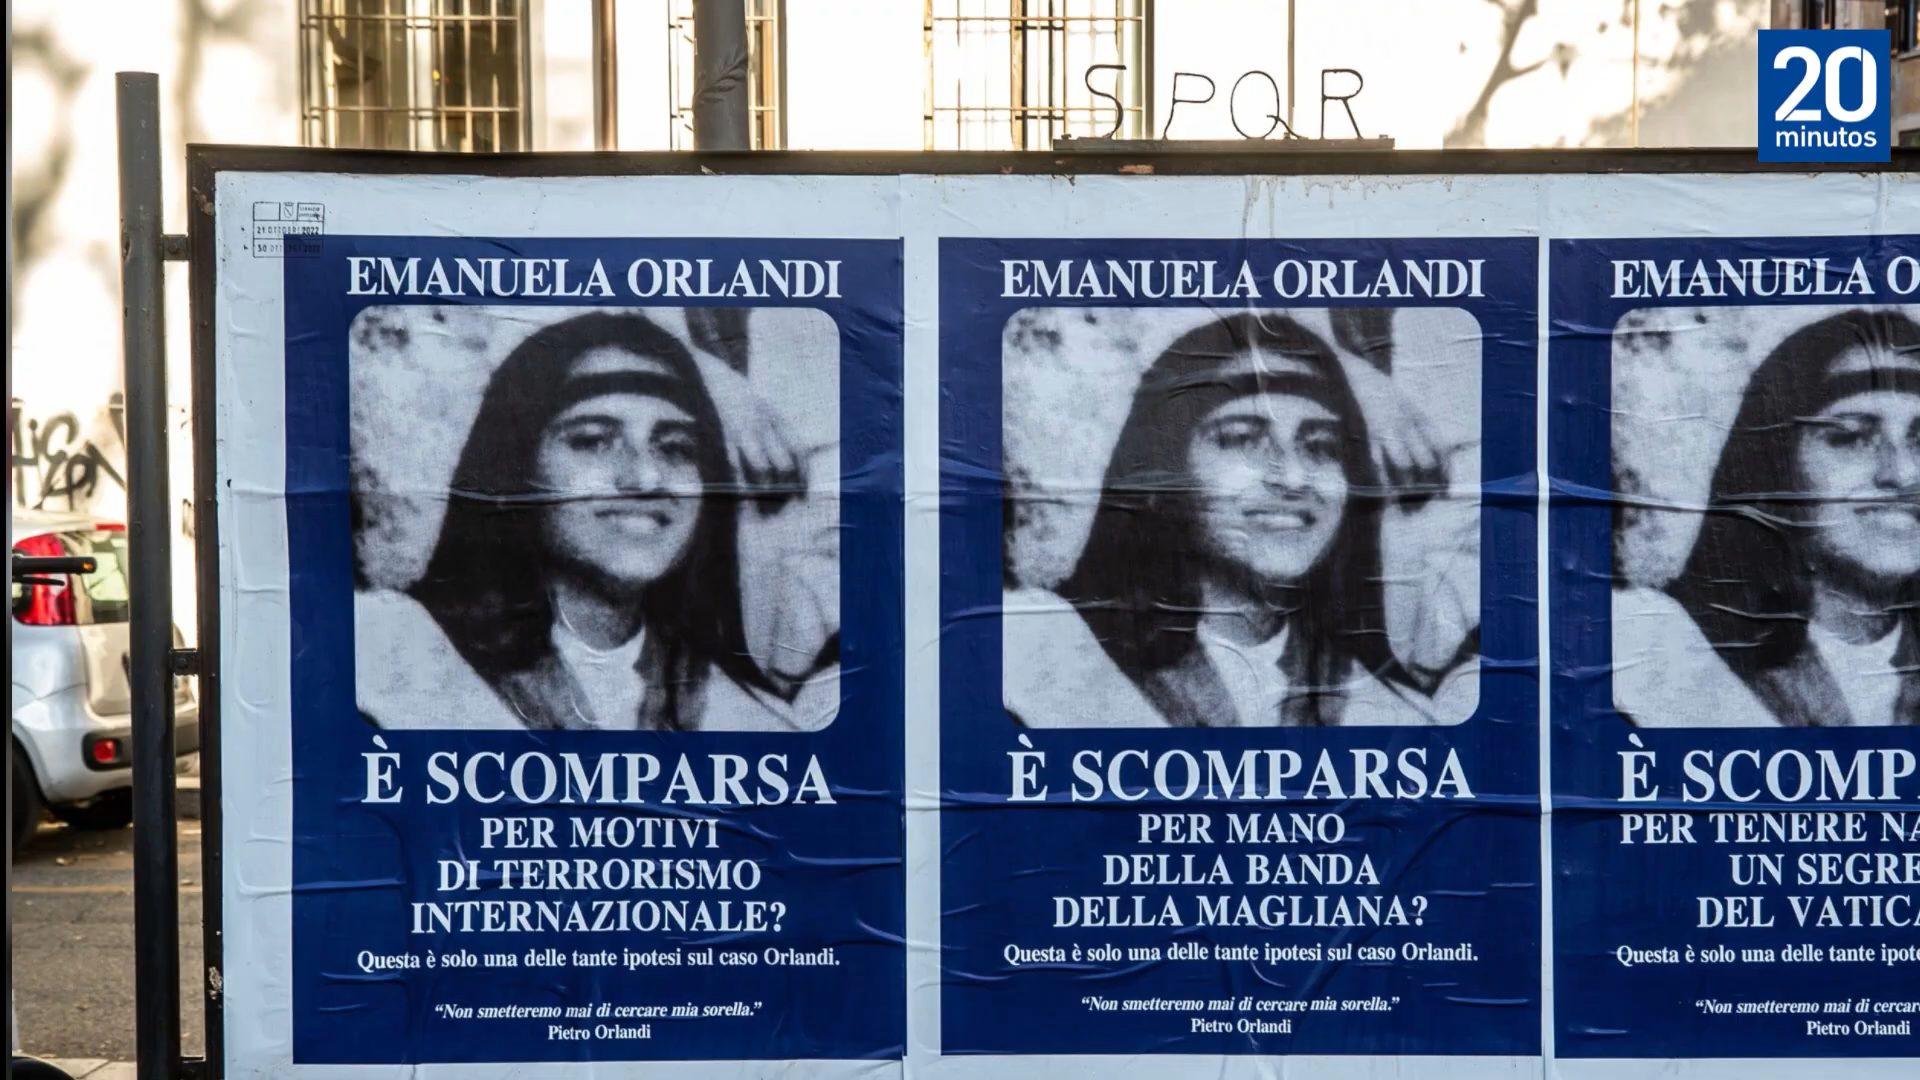 20
minutos
SPQR
21 OTTOBRE 2022
EMANUELA ORLANDI
È SCOMPARSA
PER MOTIVI
DI TERRORISMO
INTERNAZIONALE?
Questa è solo una delle tante ipotesi sul caso Orlandi.
“Non smetteremo mai di cercare mia sorella.”
Pietro Orlandi
EMANUELA ORLANDI
È SCOMPARSA
PER MANO
DELLA BANDA
DELLA MAGLIANA?
Questa è solo una delle tante ipotesi sul caso Orlandi.
“Non smetteremo mai di cercare mia sorella.”
Pietro Orlandi
EMANUELA O
È SCOMP
PER TENERE NA
UN SEGRE
DEL VATICA
Questa è solo una delle tante ipote
“Non smetteremo mai di cercar
Pietro Orlandi